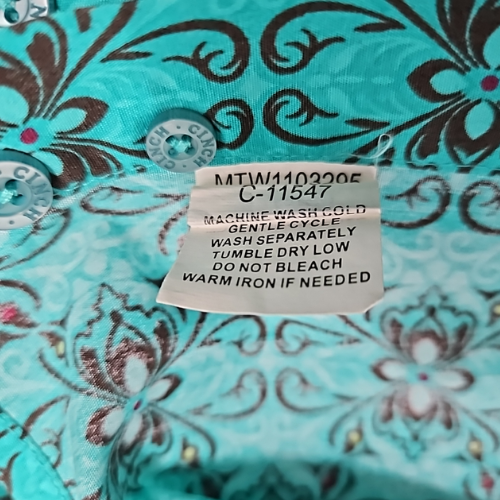 CINCH
CINCH
MTW1103295
C-11547
MACHINE WASH COLD
GENTLE CYCLE
WASH SEPARATELY
TUMBLE DRY LOW
DO NOT BLEACH
WARM IRON IF NEEDED